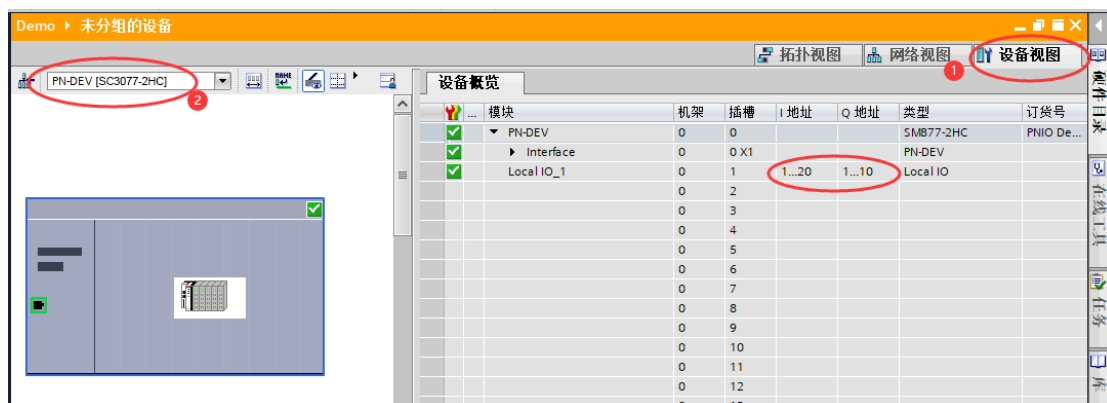 Demo ▸ 未分组的设备
拓扑视图 网络视图 设备视图
1
PN-DEV [SC3077-2HC]
2
设备概览
... 模块 机架 插槽 I 地址 Q 地址 类型 订货号
PN-DEV 0 0 SM877-2HC PNIO De...
Interface 0 0 X1 PN-DEV
Local IO_1 0 1 1...20 1...10 Local IO
0 2
0 3
0 4
0 5
0 6
0 7
0 8
0 9
0 10
0 11
0 12
硬件目录
在线工具
任务
库